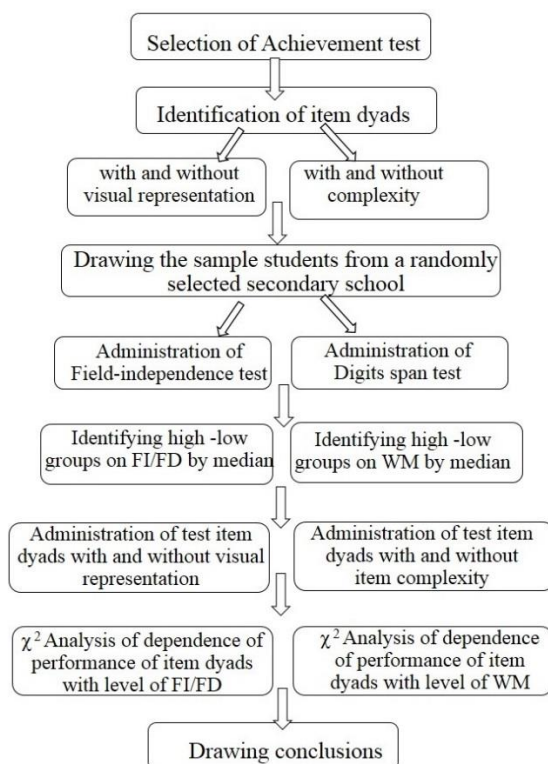 Selection of Achievement test
Identification of item dyads
with and without
visual representation
with and without
complexity
Drawing the sample students from a randomly
selected secondary school
Administration of
Field-independence test
Administration of
Digits span test
Identifying high -low
groups on FI/FD by median
Identifying high -low
groups on WM by median
Administration of test item
dyads with and without visual
representation
Administration of test item
dyads with and without
item complexity
χ² Analysis of dependence of
performance of item dyads
with level of FI/FD
χ² Analysis of dependence
of performance of item
dyads with level of WM
Drawing conclusions